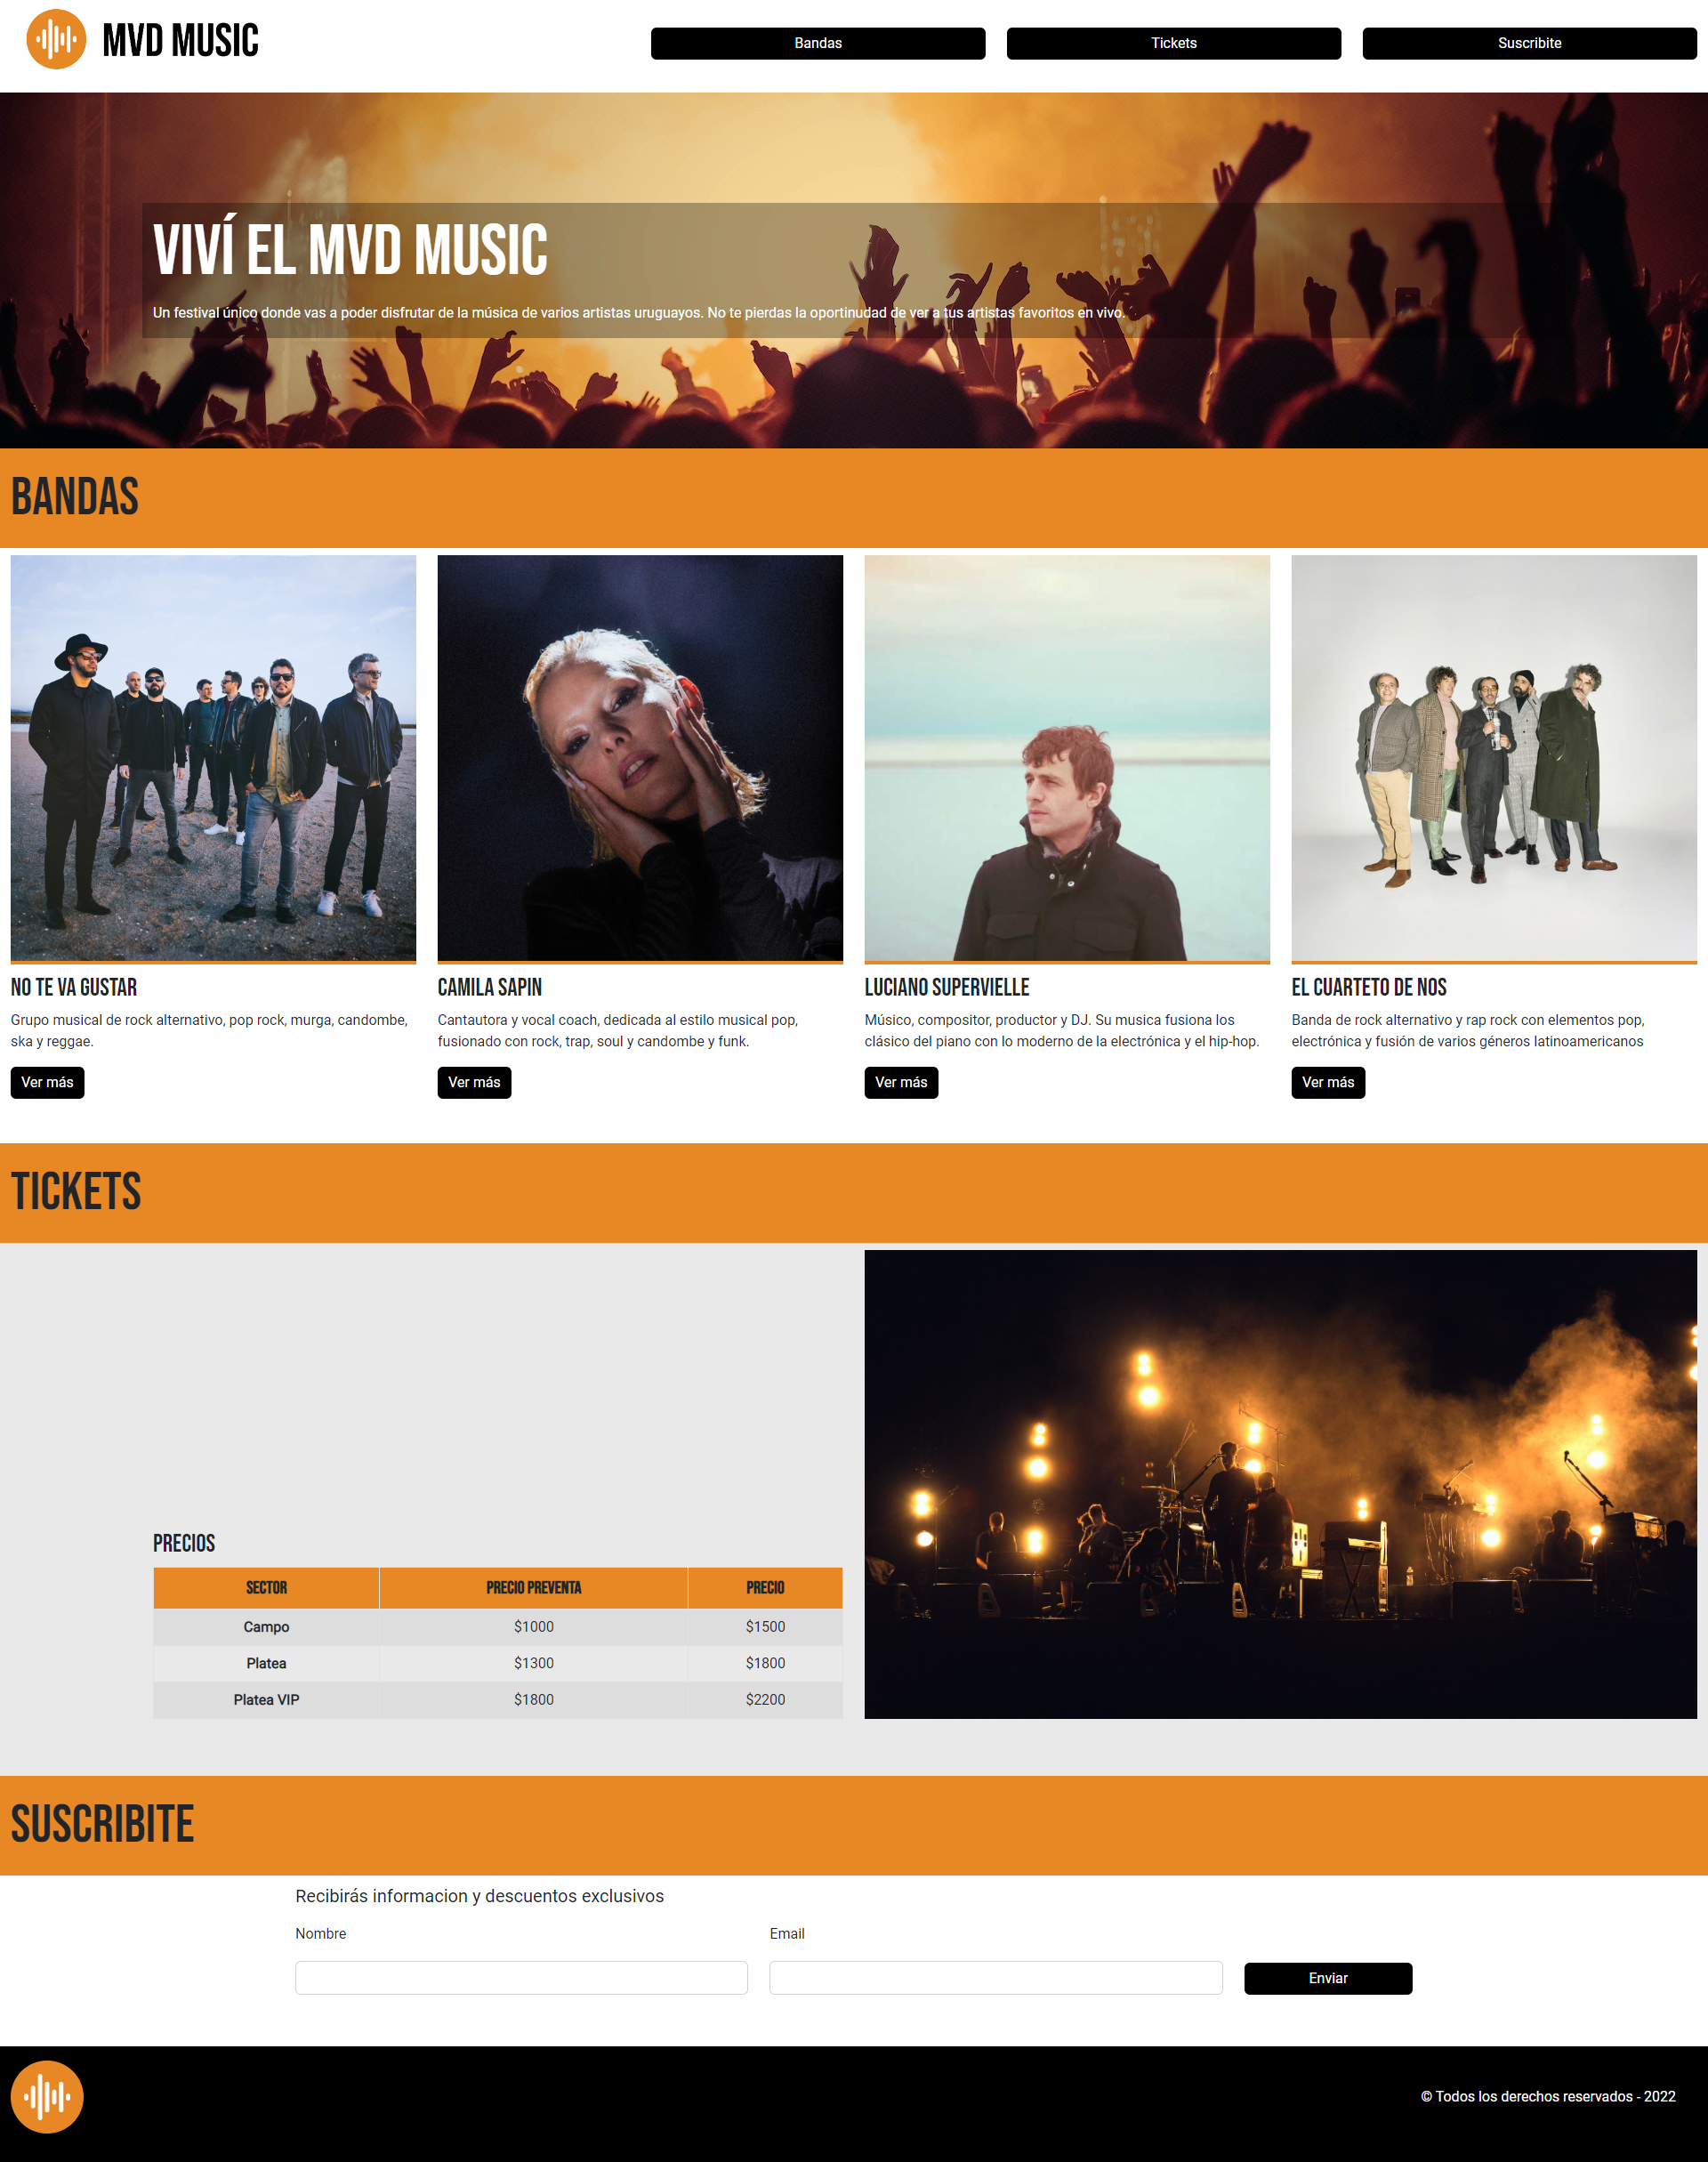 MVD MUSIC
Bandas
Tickets
Suscribite
VIVÍ EL MVD MUSIC
Un festival único donde vas a poder disfrutar de la música de varios artistas uruguayos. No te pierdas la oportinudad de ver a tus artistas favoritos en vivo.
BANDAS
NO TE VA GUSTAR
Grupo musical de rock alternativo, pop rock, murga, candombe,
ska y reggae.
Ver más
CAMILA SAPIN
Cantautora y vocal coach, dedicada al estilo musical pop,
fusionado con rock, trap, soul y candombe y funk.
Ver más
LUCIANO SUPERVIELLE
Músico, compositor, productor y DJ. Su musica fusiona los
clásico del piano con lo moderno de la electrónica y el hip-hop.
Ver más
EL CUARTETO DE NOS
Banda de rock alternativo y rap rock con elementos pop,
electrónica y fusión de varios géneros latinoamericanos
Ver más
TICKETS
PRECIOS
SECTOR PRECIO PREVENTA PRECIO
Campo $1000 $1500
Platea $1300 $1800
Platea VIP $1800 $2200
SUSCRIBITE
Recibirás informacion y descuentos exclusivos
Nombre
Email
Enviar
© Todos los derechos reservados - 2022